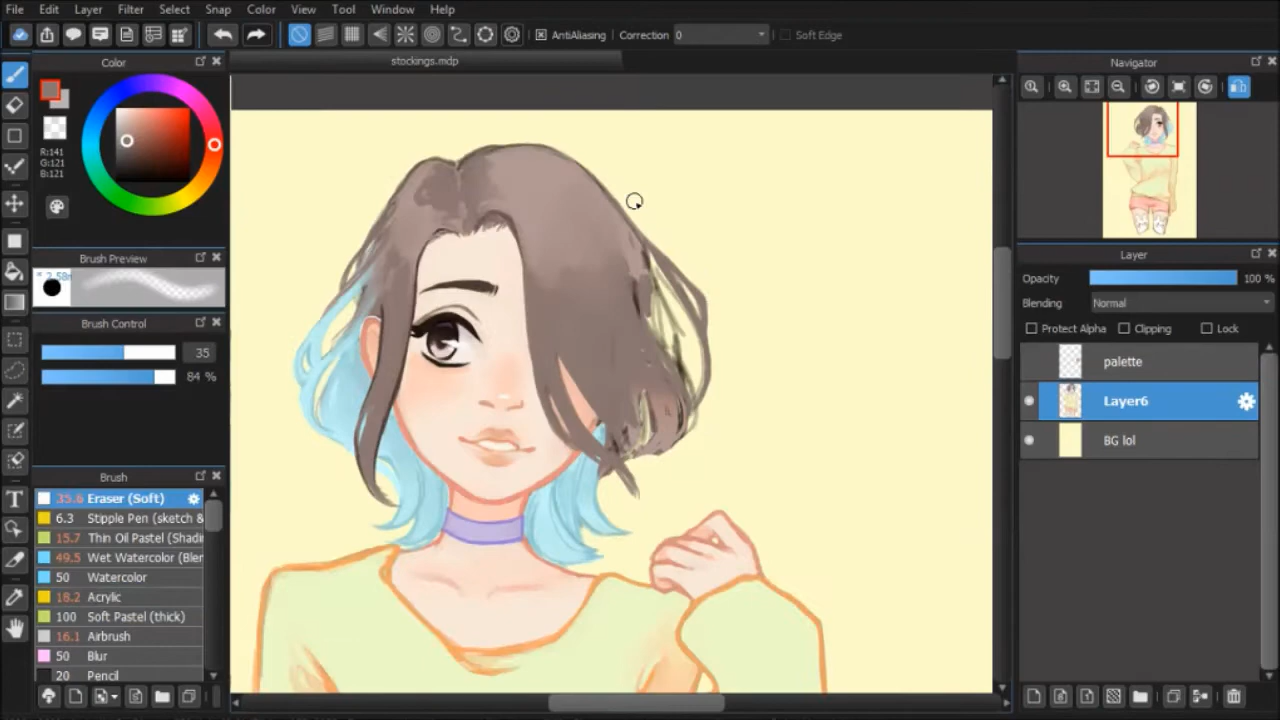 File Edit Layer Filter Select Snap Color View Tool Window Help
AntiAliasing Correction 0 Soft Edge
Color
stockings.mdp
Navigator
R:141
G:121
B:121
Brush Preview
Layer
Opacity 100 %
Blending Normal
Protect Alpha Clipping Lock
Brush Control
35
84 %
palette
Layer6
BG lol
Brush
35.6 Eraser (Soft)
6.3 Stipple Pen (sketch &
15.7 Thin Oil Paint (Shadi
49.5 Wet Watercolor (Blen
50 Watercolor
18.2 Acrylic
100 Soft Pastel (thick)
16.1 Airbrush
50 Blur
20 Pencil